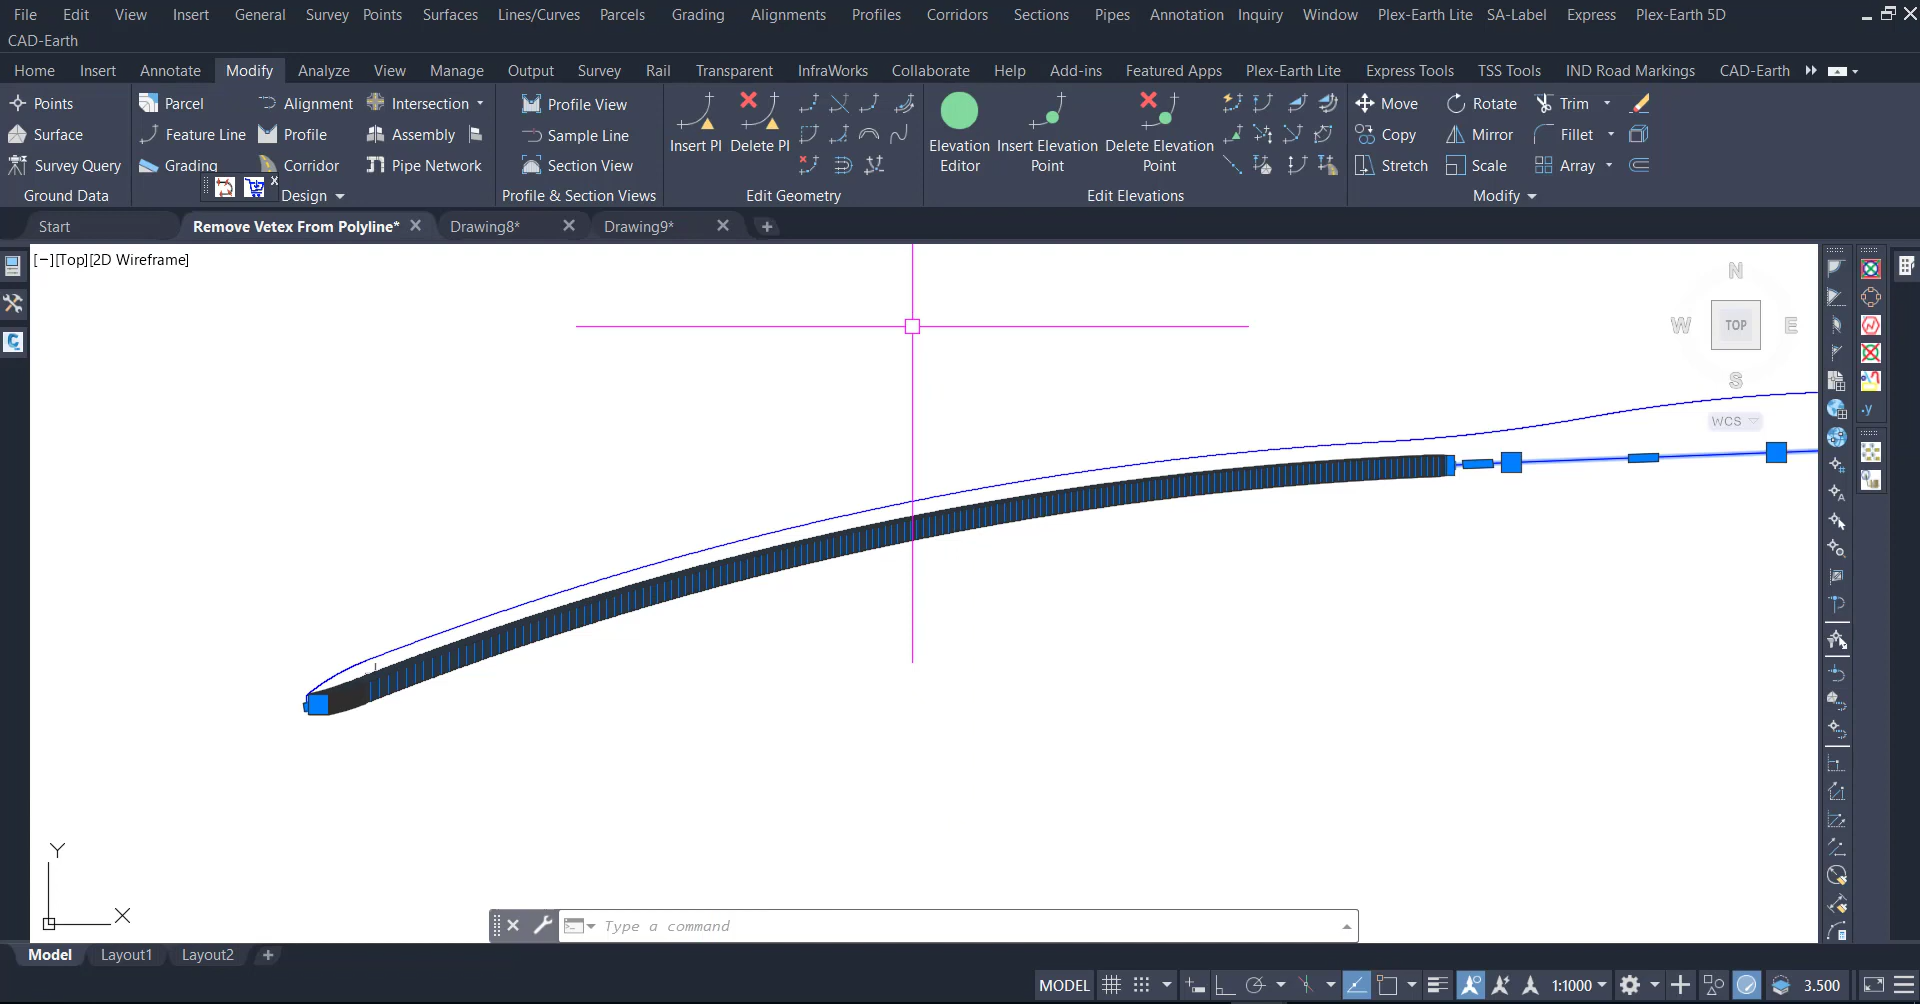 File Edit View Insert General Survey Points Surfaces Lines/Curves Parcels Grading Alignments Profiles Corridors Sections Pipes Annotation Inquiry Window Plex-Earth Lite SA-Label Express Plex-Earth 5D
CAD-Earth
Home Insert Annotate Modify Analyze View Manage Output Survey Rail Transparent InfraWorks Collaborate Help Add-ins Featured Apps Plex-Earth Lite Express Tools TSS Tools IND Road Markings CAD-Earth
Points Parcel Alignment Intersection Profile View Move Rotate Trim
Surface Feature Line Profile Assembly Sample Line Insert PI Delete PI Elevation Editor Insert Elevation Point Delete Elevation Point Copy Mirror Fillet
Survey Query Grading Corridor Pipe Network Section View Stretch Scale Array
Ground Data Design Profile & Section Views Edit Geometry Edit Elevations Modify
Start Remove Vetex From Polyline* Drawing8* Drawing9*
[−][Top][2D Wireframe]
N
W TOP E
S
WCS
.y
Y
X
Type a command
Model Layout1 Layout2
MODEL 1:1000 3.500